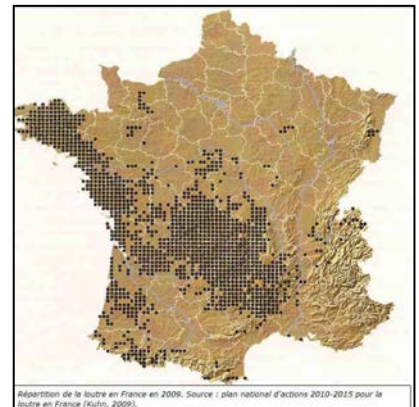 Répartition de la loutre en France en 2009. Source : plan national d'actions 2010-2015 pour la
loutre en France (Kuhn, 2009).